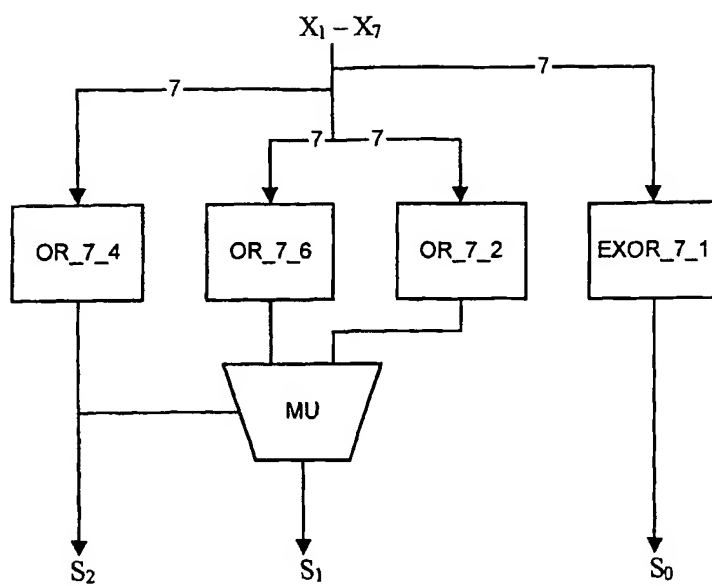 X₁ – X₇
7
7
7 7
OR_7_4
OR_7_6
OR_7_2
EXOR_7_1
MU
S₂
S₁
S₀